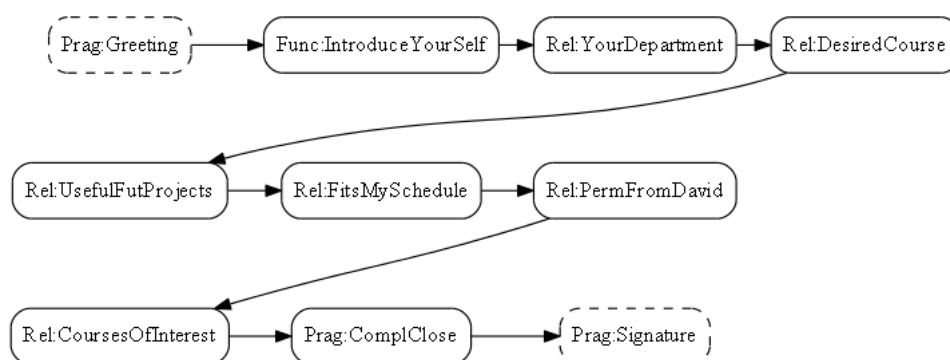 Prag:Greeting Func:IntroduceYourSelf Rel:YourDepartment Rel:DesiredCourse
Rel:UsefulFutProjects Rel:FitsMySchedule Rel:PermFromDavid
Rel:CoursesOfInterest Prag:ComplClose Prag:Signature